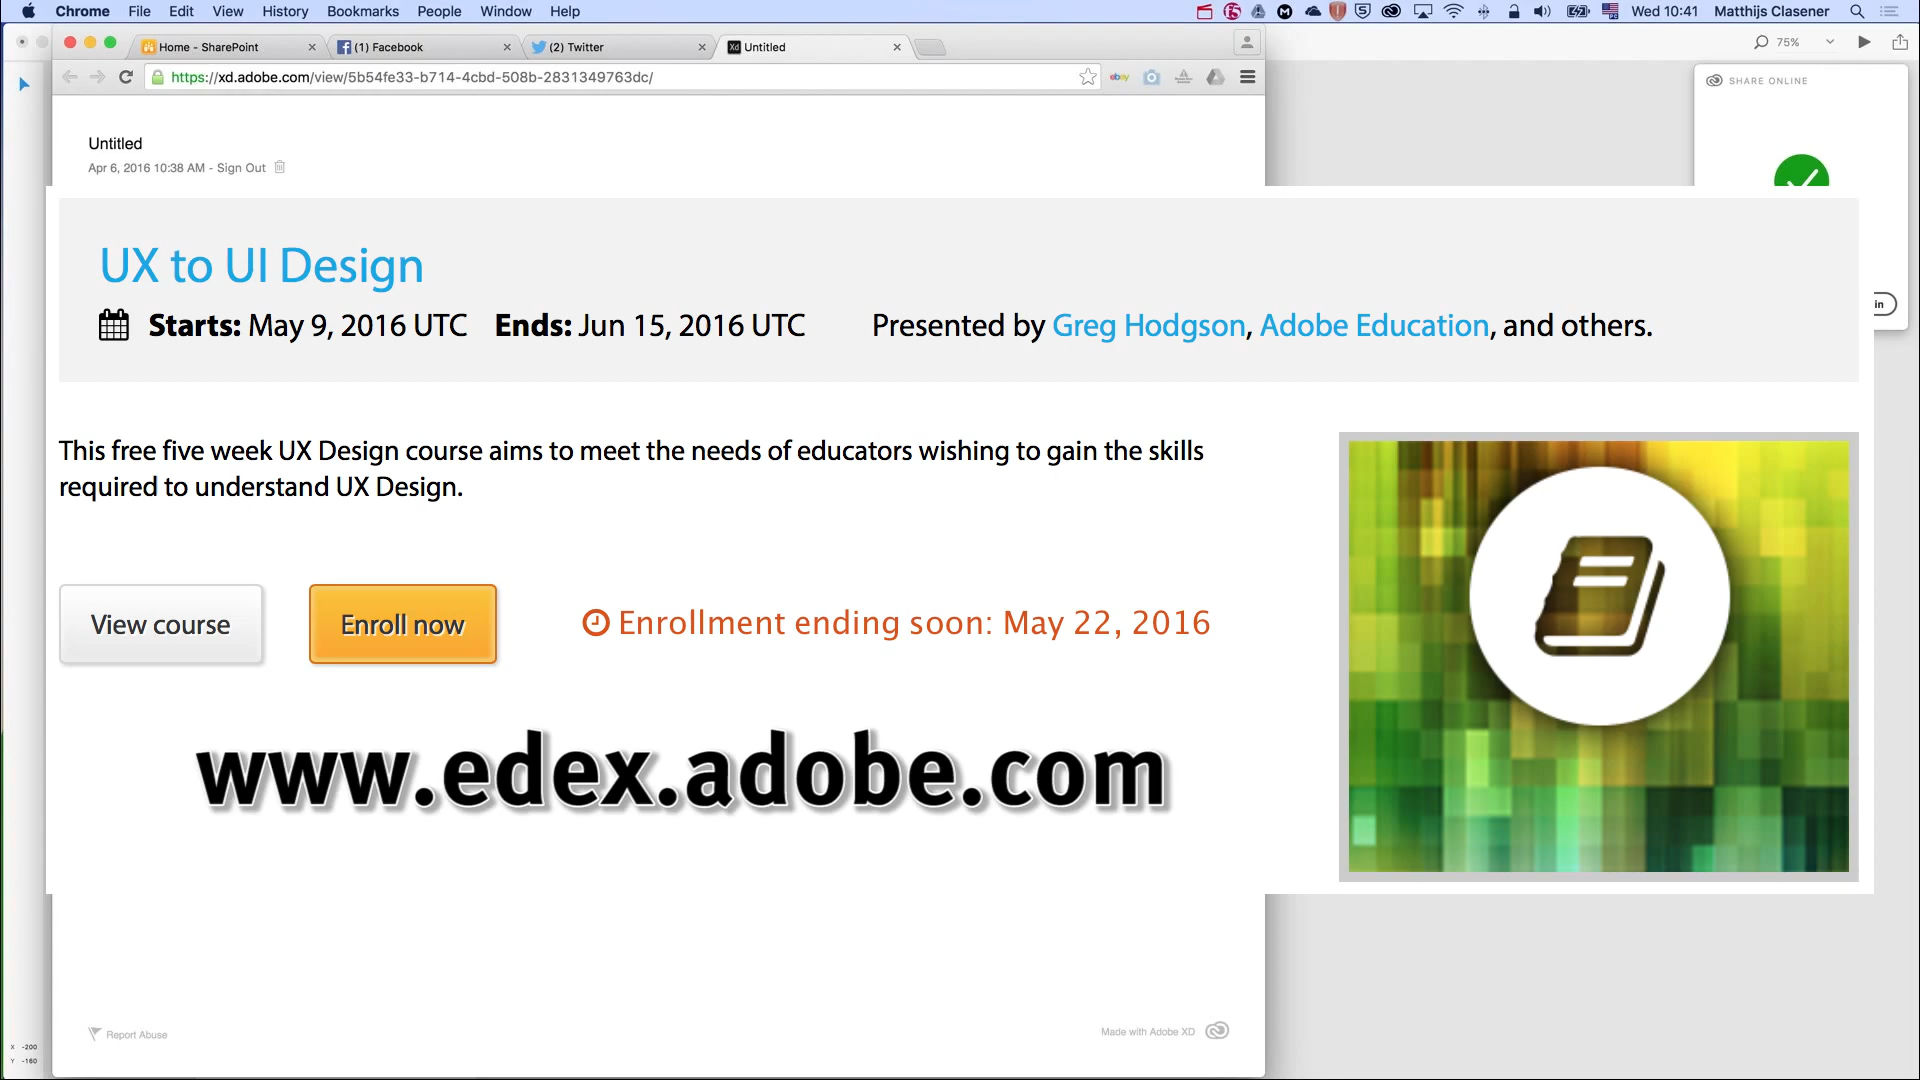 Chrome File Edit View History Bookmarks People Window Help Wed 10:41 Matthijs Clasener
Home - SharePoint (1) Facebook (2) Twitter Xd Untitled 75%
https://xd.adobe.com/view/5b54fe33-b714-4cbd-508b-2831349763dc/ ebay
SHARE ONLINE
Untitled
Apr 6, 2016 10:38 AM - Sign Out
UX to UI Design
in
Starts: May 9, 2016 UTC Ends: Jun 15, 2016 UTC Presented by Greg Hodgson, Adobe Education, and others.
This free five week UX Design course aims to meet the needs of educators wishing to gain the skills
required to understand UX Design.
View course Enroll now Enrollment ending soon: May 22, 2016
www.edex.adobe.com
Report Abuse Made with Adobe XD
X -200
Y -160